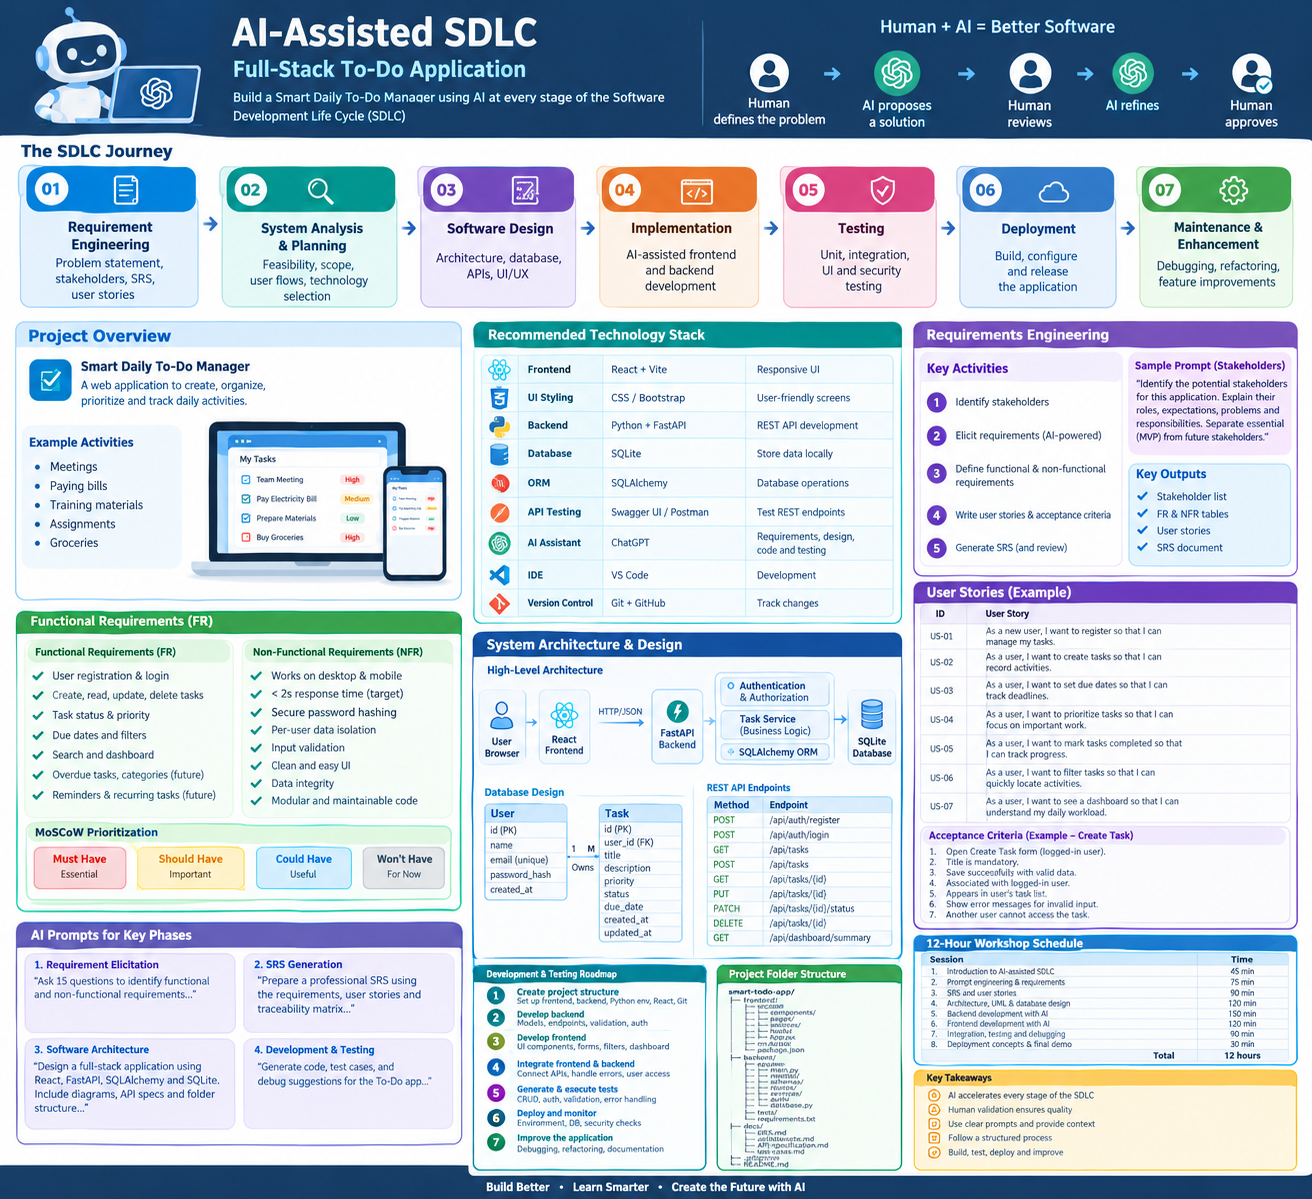 AI-Assisted SDLC
Full-Stack To-Do Application
Build a Smart Daily To-Do Manager using AI at every stage of the Software
Development Life Cycle (SDLC)
Human + AI = Better Software
Human
defines the problem
AI proposes
a solution
Human
reviews
AI refines
Human
approves
The SDLC Journey
01
Requirement
Engineering
Problem statement,
stakeholders, SRS,
user stories
02
System Analysis
& Planning
Feasibility, scope,
user flows, technology
selection
03
Software Design
Architecture, database,
APIs, UI/UX
04
Implementation
AI-assisted frontend
and backend
development
05
Testing
Unit, integration,
UI and security
testing
06
Deployment
Build, configure
and release
the application
07
Maintenance &
Enhancement
Debugging, refactoring,
feature improvements
Project Overview
Smart Daily To-Do Manager
A web application to create, organize,
prioritize and track daily activities.
Example Activities
• Meetings
• Paying bills
• Training materials
• Assignments
• Groceries
My Tasks
Team Meeting High
Pay Electricity Bill Medium
Prepare Materials Low
Buy Groceries High
My Tasks
Recommended Technology Stack
Frontend React + Vite Responsive UI
UI Styling CSS / Bootstrap User-friendly screens
Backend Python + FastAPI REST API development
Database SQLite Store data locally
ORM SQLAlchemy Database operations
API Testing Swagger UI / Postman Test REST endpoints
AI Assistant ChatGPT Requirements, design,
code and testing
IDE VS Code Development
Version Control Git + GitHub Track changes
Requirements Engineering
Key Activities
1 Identify stakeholders
2 Elicit requirements (AI-powered)
3 Define functional & non-functional
requirements
4 Write user stories & acceptance criteria
5 Generate SRS (and review)
Sample Prompt (Stakeholders)
"Identify the potential stakeholders
for this application. Explain their
roles, expectations, problems and
responsibilities. Separate essential
(MVP) from future stakeholders."
Key Outputs
Stakeholder list
FR & NFR tables
User stories
SRS document
Functional Requirements (FR)
Functional Requirements (FR)
User registration & login
Create, read, update, delete tasks
Task status & priority
Due dates and filters
Search and dashboard
Overdue tasks, categories (future)
Reminders & recurring tasks (future)
Non-Functional Requirements (NFR)
Works on desktop & mobile
< 2s response time (target)
Secure password hashing
Per-user data isolation
Input validation
Clean and easy UI
Data integrity
Modular and maintainable code
MoSCoW Prioritization
Must Have
Essential
Should Have
Important
Could Have
Useful
Won't Have
For Now
System Architecture & Design
High-Level Architecture
User
Browser
React
Frontend
HTTP/JSON
FastAPI
Backend
Authentication
& Authorization
Task Service
(Business Logic)
SQLAlchemy ORM
SQLite
Database
Database Design
User
id (PK)
name
email (unique)
password_hash
created_at
1 M
Owns
Task
id (PK)
user_id (FK)
title
description
priority
status
due_date
created_at
updated_at
REST API Endpoints
Method Endpoint
POST /api/auth/register
POST /api/auth/login
GET /api/tasks
POST /api/tasks
GET /api/tasks/{id}
PUT /api/tasks/{id}
PATCH /api/tasks/{id}/status
DELETE /api/tasks/{id}
GET /api/dashboard/summary
User Stories (Example)
ID User Story
US-01 As a new user, I want to register so that I can
manage my tasks.
US-02 As a user, I want to create tasks so that I can
record activities.
US-03 As a user, I want to set due dates so that I can
track deadlines.
US-04 As a user, I want to prioritize tasks so that I can
focus on important work.
US-05 As a user, I want to mark tasks completed so that
I can track progress.
US-06 As a user, I want to filter tasks so that I can
quickly locate activities.
US-07 As a user, I want to see a dashboard so that I can
understand my daily workload.
Acceptance Criteria (Example – Create Task)
1. Open Create Task form (logged-in user).
2. Title is mandatory.
3. Save successfully with valid data.
4. Associated with logged-in user.
5. Appears in user's task list.
6. Show error messages for invalid input.
7. Another user cannot access the task.
AI Prompts for Key Phases
1. Requirement Elicitation
"Ask 15 questions to identify functional
and non-functional requirements..."
2. SRS Generation
"Prepare a professional SRS using
the requirements, user stories and
traceability matrix..."
3. Software Architecture
"Design a full-stack application using
React, FastAPI, SQLAlchemy and SQLite.
Include diagrams, API specs and folder
structure..."
4. Development & Testing
"Generate code, test cases, and
debug suggestions for the To-Do app..."
Development & Testing Roadmap
1 Create project structure
Set up frontend, backend, Python env, React, Git
2 Develop backend
Models, endpoints, validation, auth
3 Develop frontend
UI components, forms, filters, dashboard
4 Integrate frontend & backend
Connect APIs, handle errors, user access
5 Generate & execute tests
CRUD, auth, validation, error handling
6 Deploy and monitor
Environment, DB, security checks
7 Improve the application
Debugging, refactoring, documentation
Project Folder Structure
smart-todo-app/
frontend/
components/
pages/
package.json
backend/
main.py
database.py
tests/
requirements.txt
docs/
README.md
12-Hour Workshop Schedule
Session Time
1. Introduction to AI-assisted SDLC 45 min
2. Prompt engineering & requirements 75 min
3. SRS and user stories 90 min
4. Architecture, UML & database design 120 min
5. Backend development with AI 150 min
6. Frontend development with AI 120 min
7. Integration, testing and debugging 90 min
8. Deployment concepts & final demo 30 min
Total 12 hours
Key Takeaways
AI accelerates every stage of the SDLC
Human validation ensures quality
Use clear prompts and provide context
Follow a structured process
Build, test, deploy and improve
Build Better • Learn Smarter • Create the Future with AI